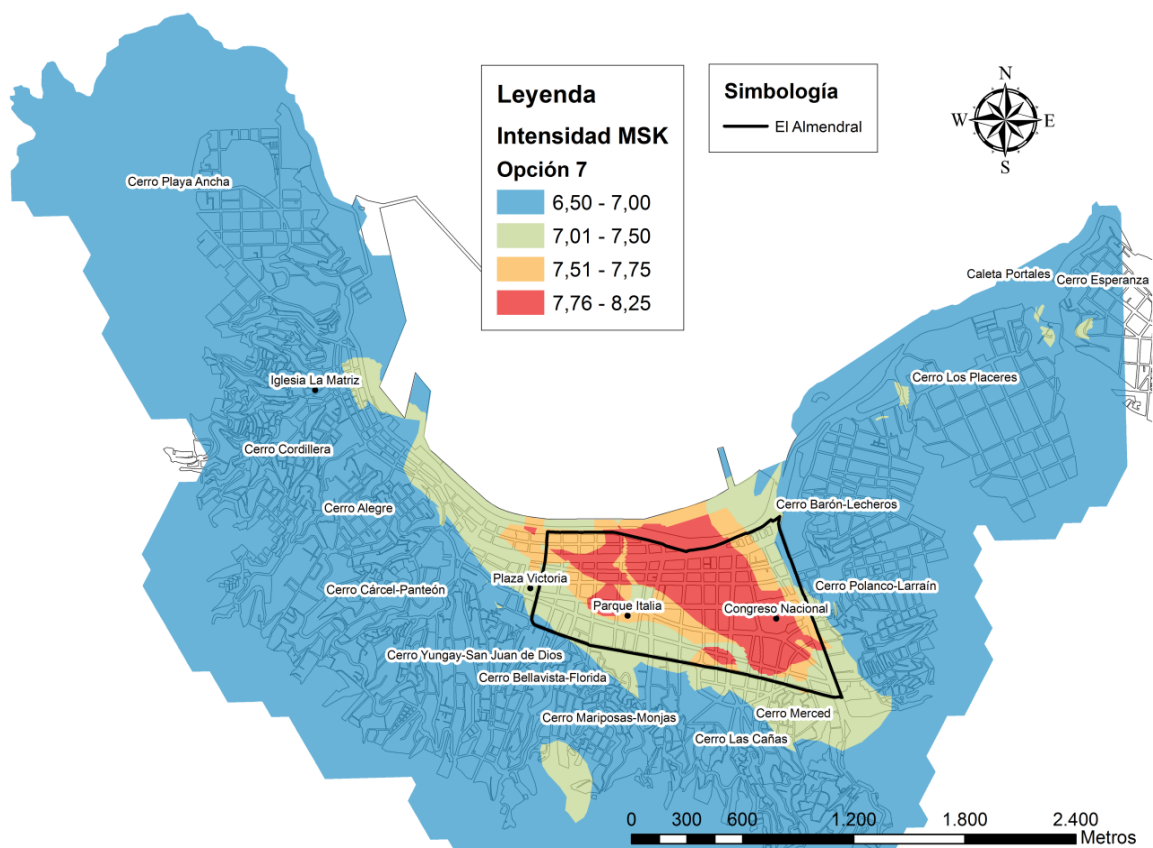 Leyenda
Intensidad MSK
Opción 7
6,50 - 7,00
7,01 - 7,50
7,51 - 7,75
7,76 - 8,25
Simbología
El Almendral
N
W E
S
Cerro Playa Ancha
Caleta Portales
Cerro Esperanza
Iglesia La Matriz
Cerro Los Placeres
Cerro Cordillera
Cerro Alegre
Cerro Barón-Lecheros
Plaza Victoria
Cerro Cárcel-Panteón
Cerro Polanco-Larraín
Parque Italia
Congreso Nacional
Cerro Yungay-San Juan de Dios
Cerro Bellavista-Florida
Cerro Mariposas-Monjas
Cerro Merced
Cerro Las Cañas
0 300 600 1.200 1.800 2.400
Metros